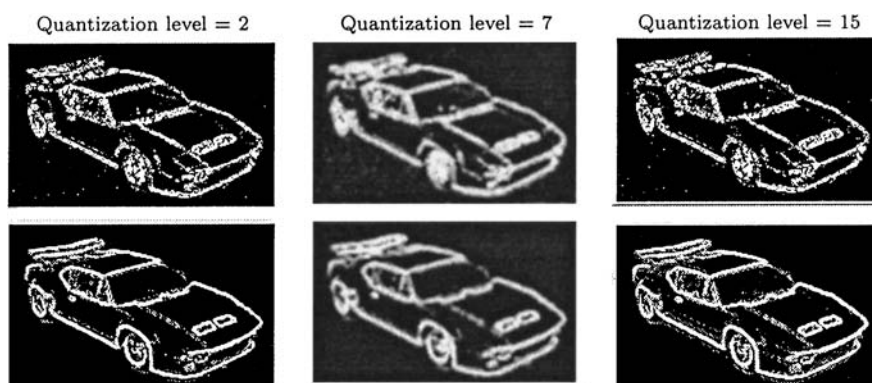 Quantization level = 2
Quantization level = 7
Quantization level = 15